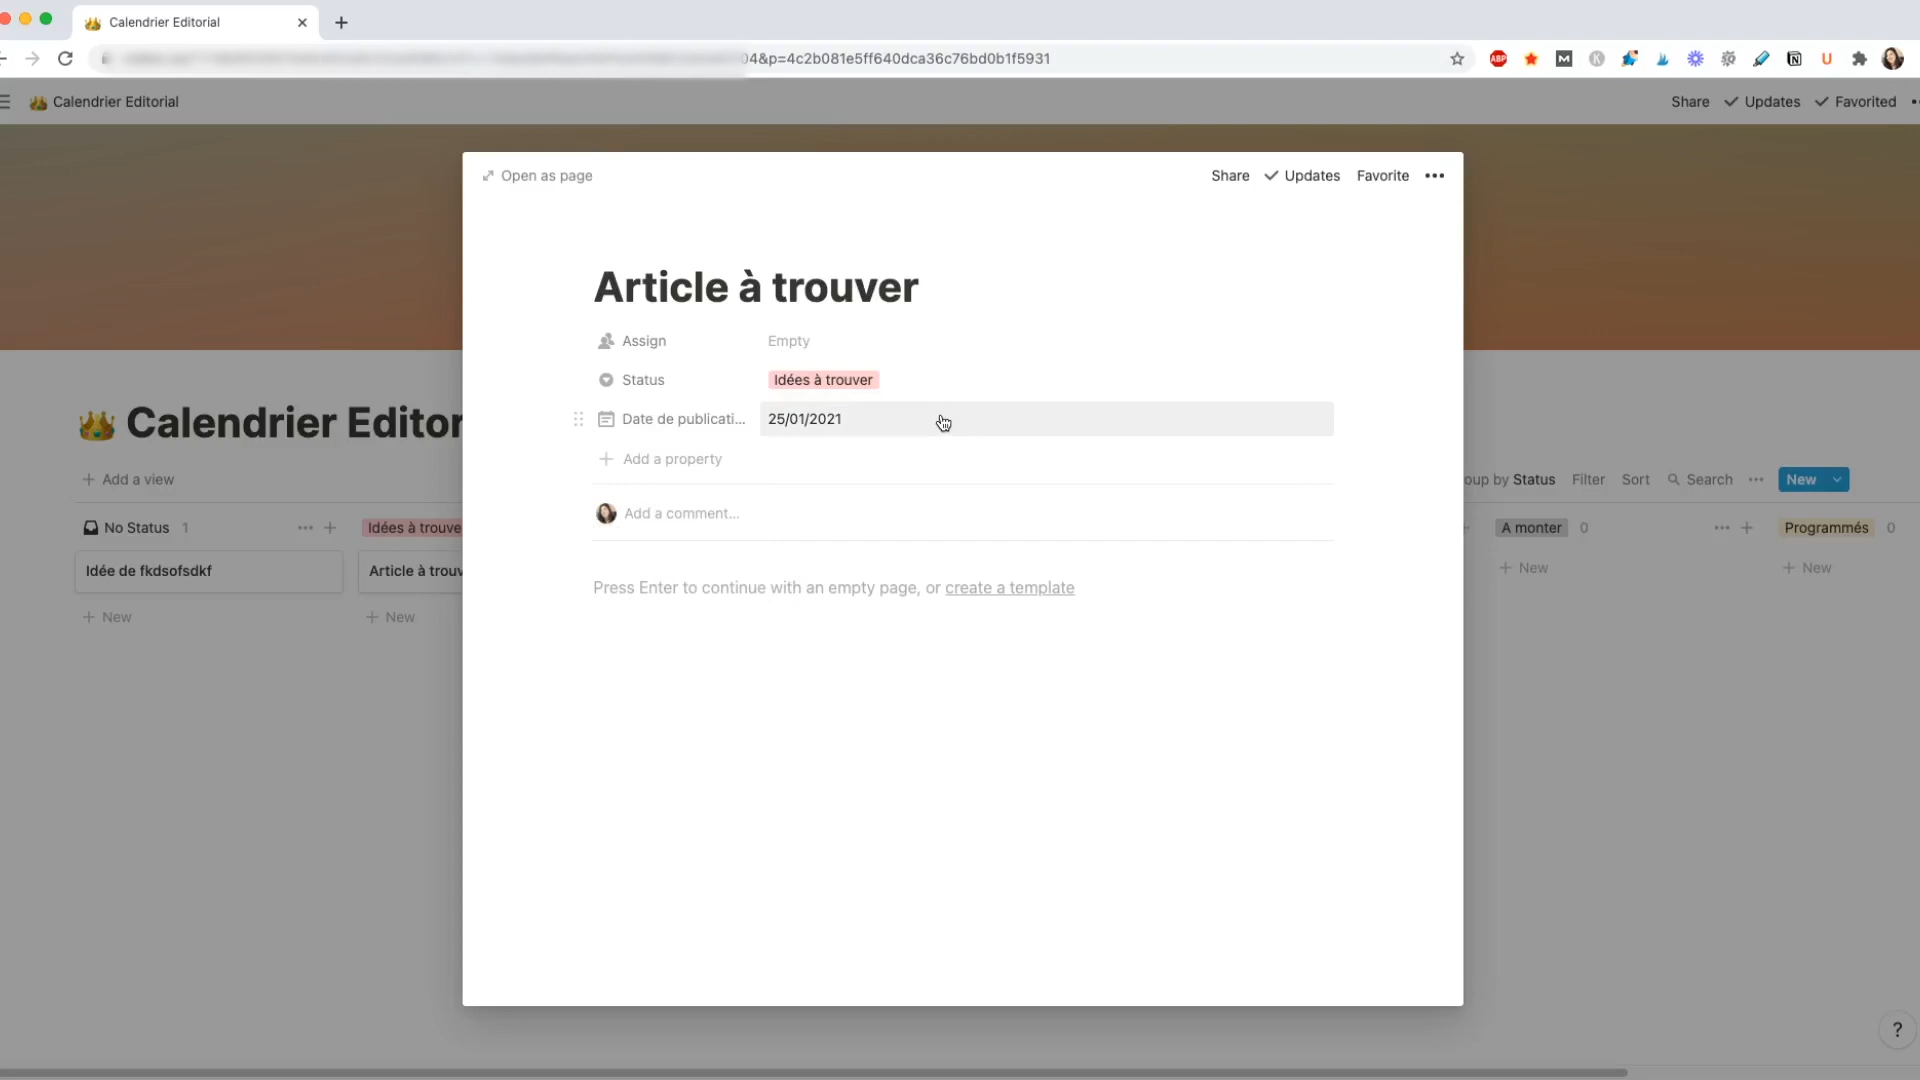 Calendrier Editorial
04&p=4c2b081e5ff640dca36c76bd0b1f5931
ABP
Calendrier Editorial
Share Updates Favorited
Open as page
Share Updates Favorite
Article à trouver
Assign Empty
Status Idées à trouver
Date de publicati... 25/01/2021
Add a property
Add a comment...
Press Enter to continue with an empty page, or create a template
Calendrier Editor
Add a view
oup by Status Filter Sort Search New
No Status 1
Idées à trouve
A monter 0
Programmés 0
Idée de fkdsofsdkf
Article à trouv
New
New
New
New
?